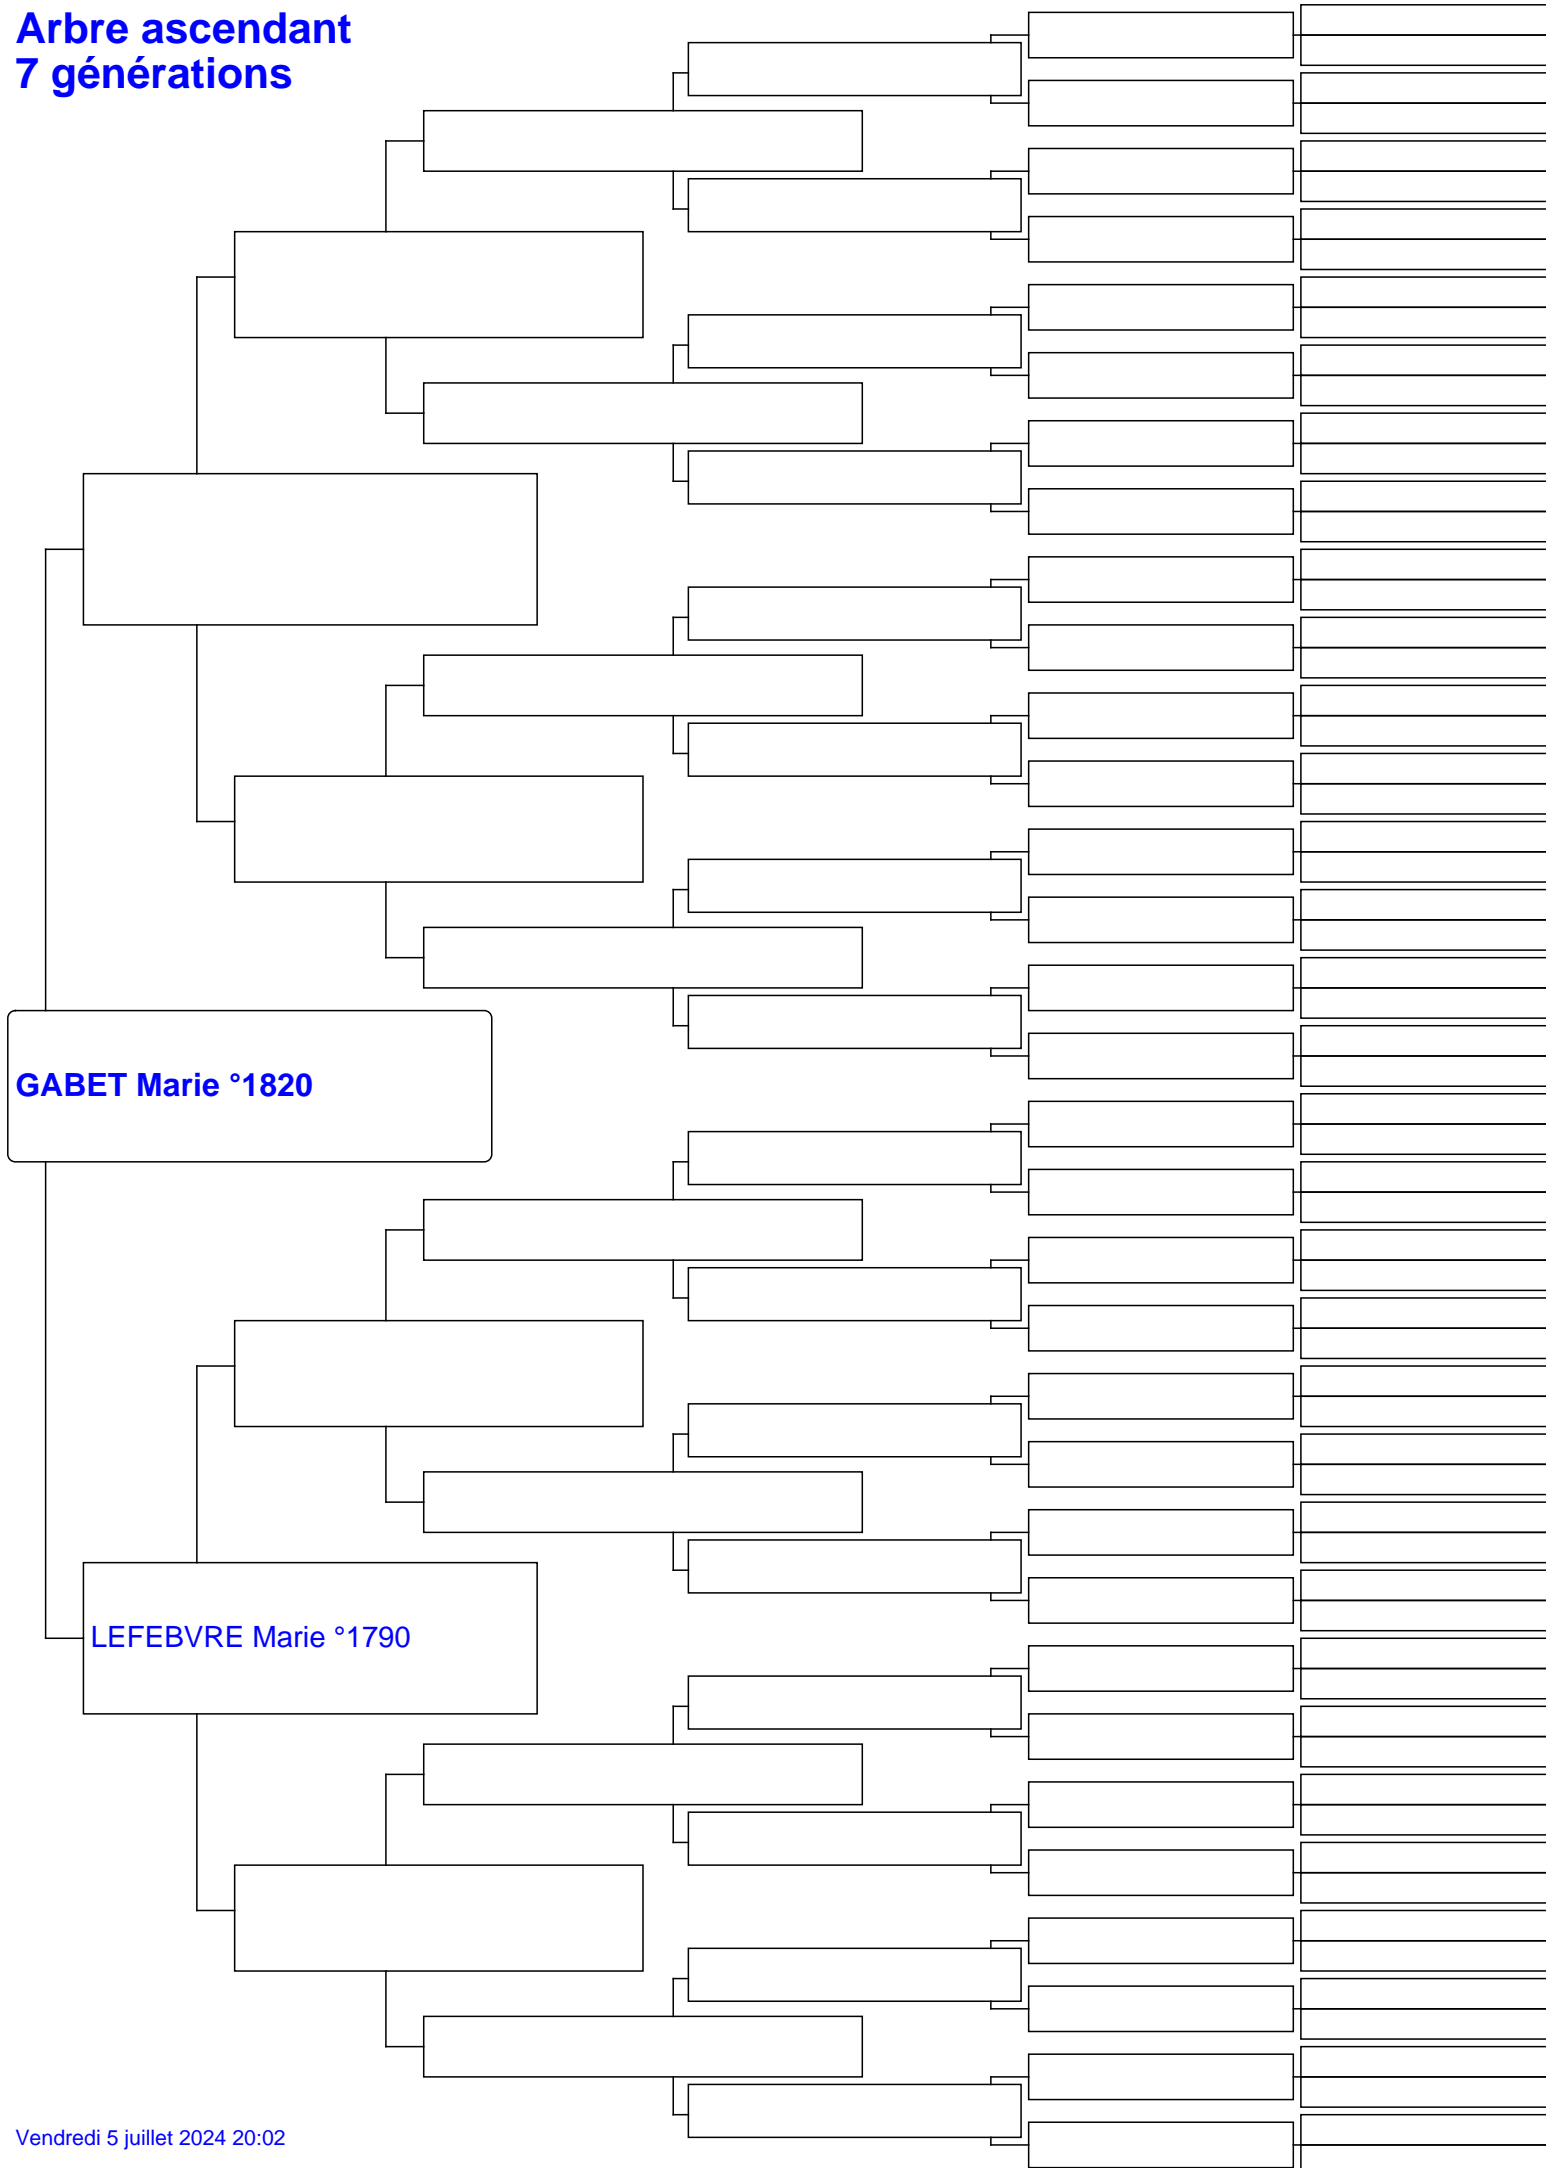 Arbre ascendant
7 générations
GABET Marie °1820
LEFEBVRE Marie °1790
Vendredi 5 juillet 2024 20:02